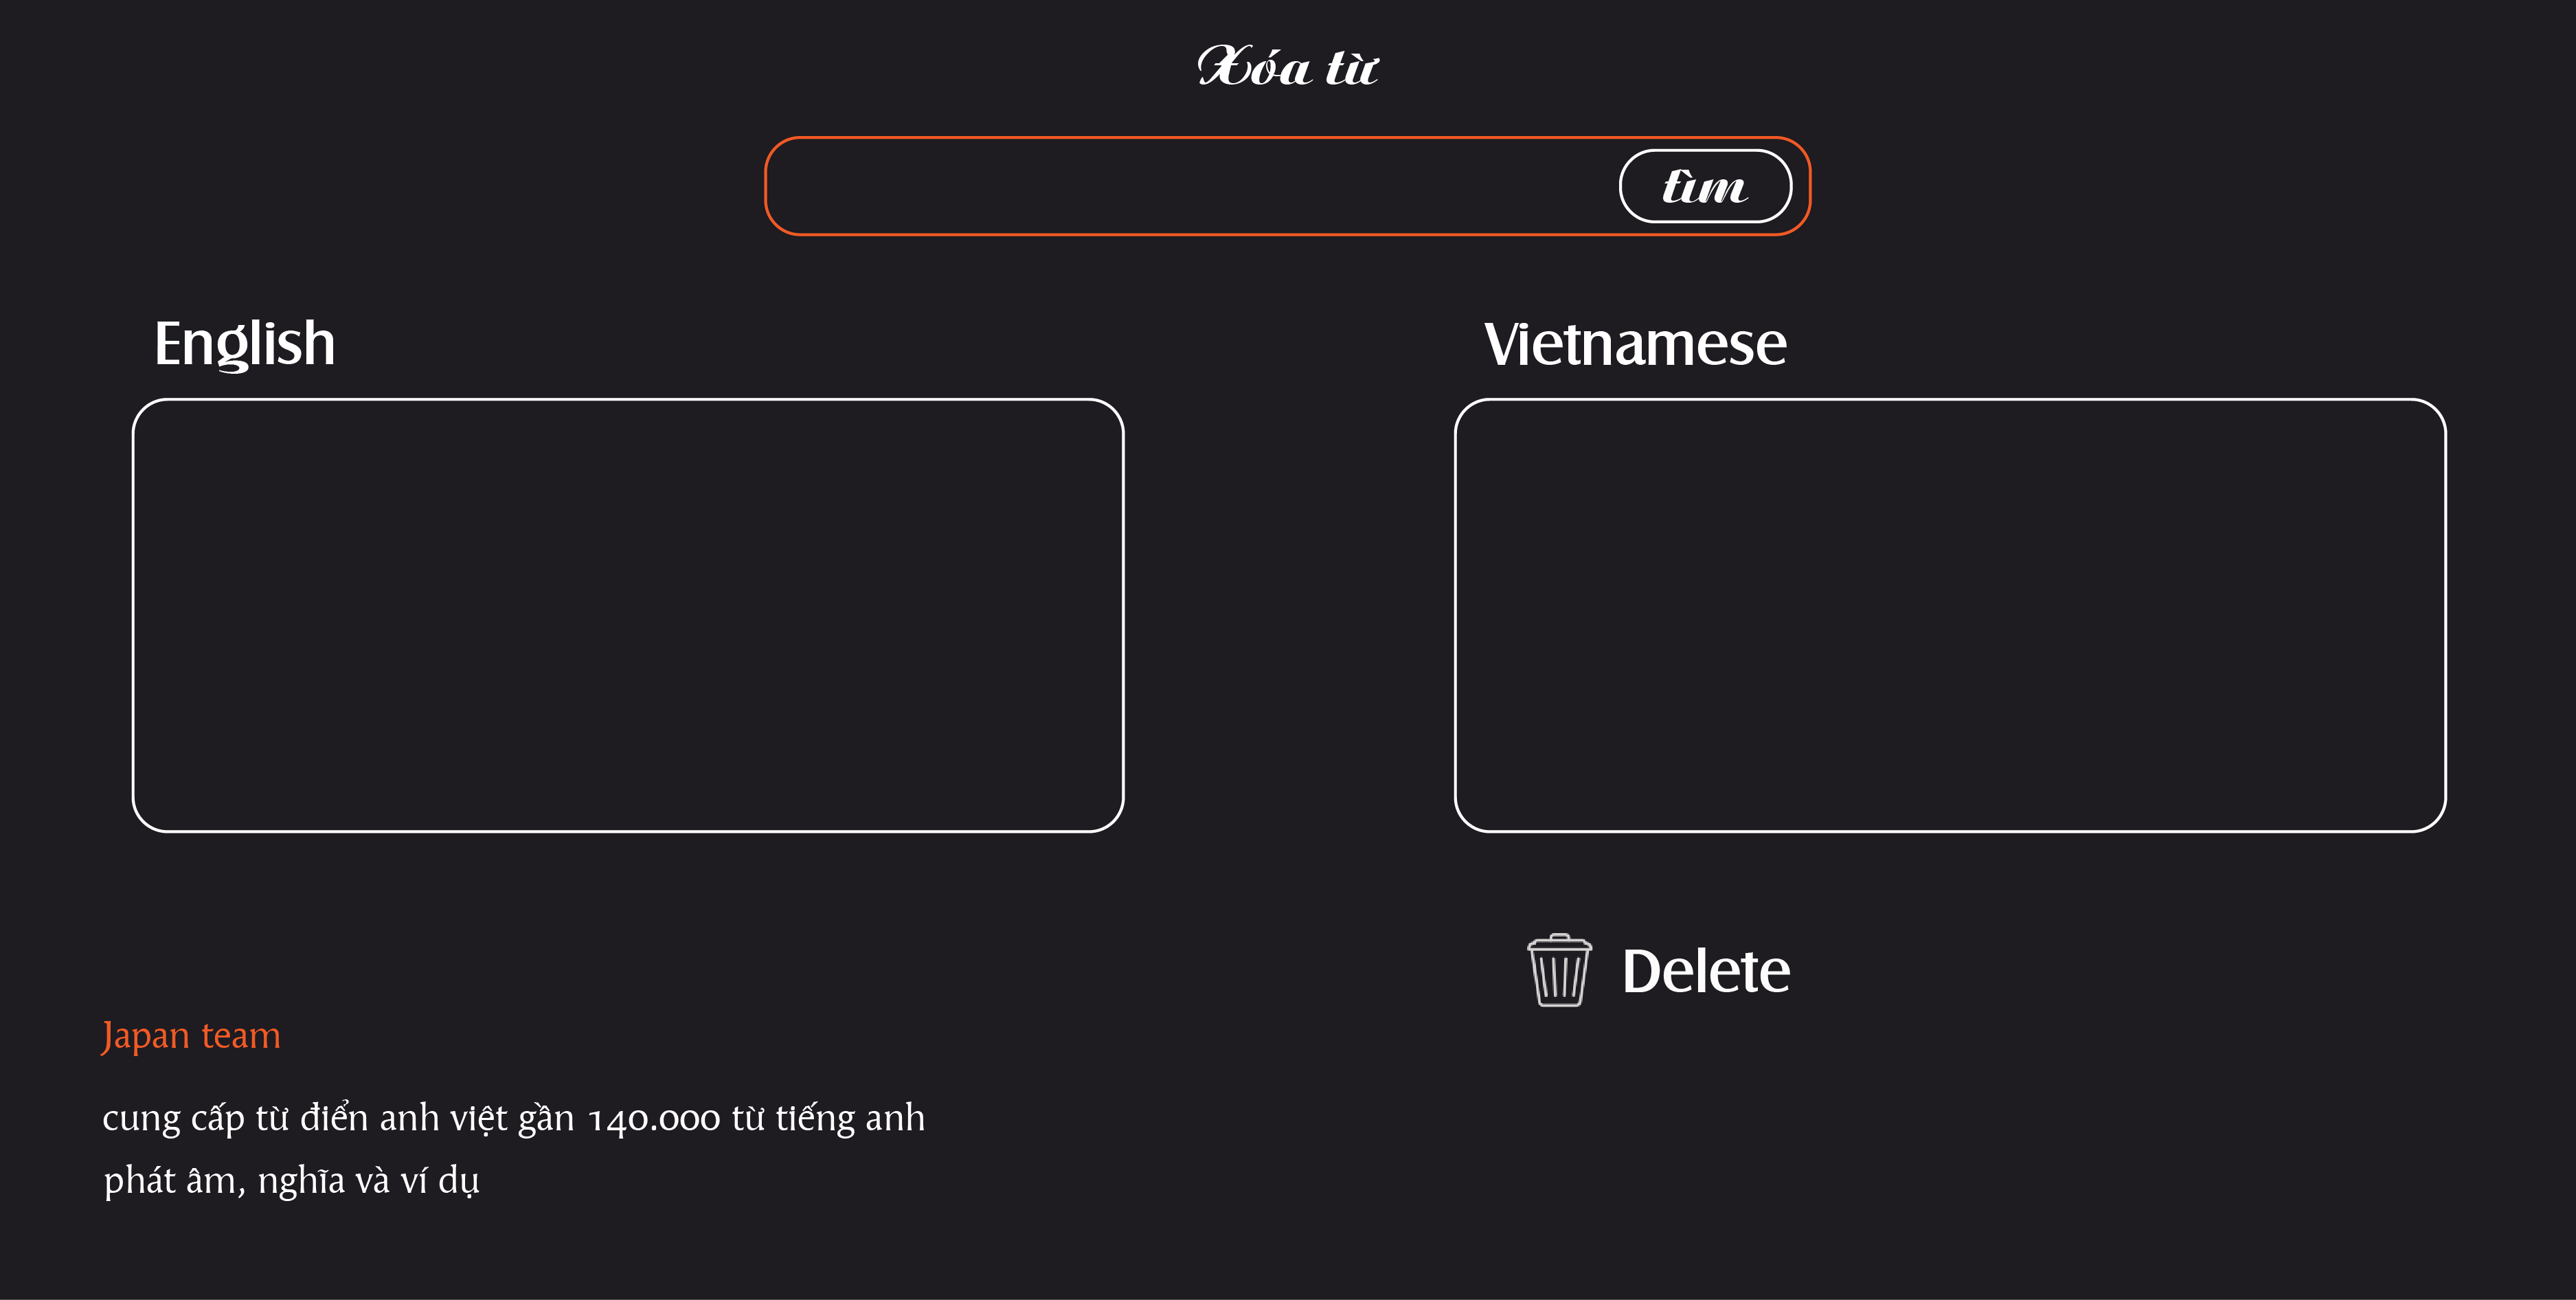 Xóa từ
tìm
English
Vietnamese
Delete
Japan team
cung cấp từ điển anh việt gần 140.000 từ tiếng anh
phát âm, nghĩa và ví dụ